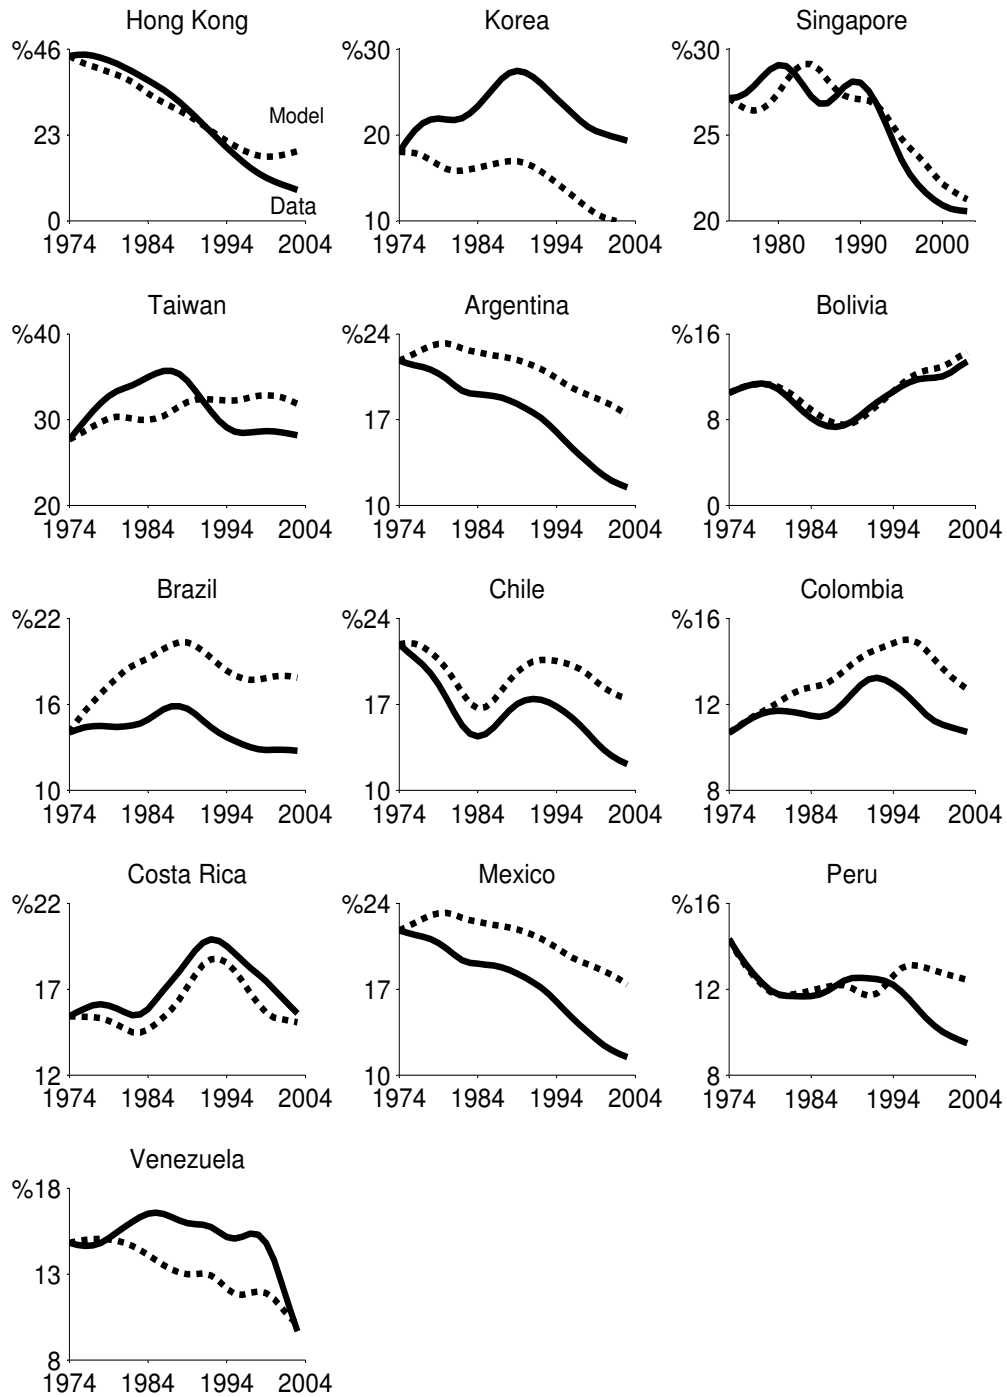 Hong Kong
%46
23
0
1974 1984 1994 2004
Model
Data
Korea
%30
20
10
1974 1984 1994 2004
Singapore
%30
25
20
1980 1990 2000
Taiwan
%40
30
20
1974 1984 1994 2004
Argentina
%24
17
10
1974 1984 1994 2004
Bolivia
%16
8
0
1974 1984 1994 2004
Brazil
%22
16
10
1974 1984 1994 2004
Chile
%24
17
10
1974 1984 1994 2004
Colombia
%16
12
8
1974 1984 1994 2004
Costa Rica
%22
17
12
1974 1984 1994 2004
Mexico
%24
17
10
1974 1984 1994 2004
Peru
%16
12
8
1974 1984 1994 2004
Venezuela
%18
13
8
1974 1984 1994 2004